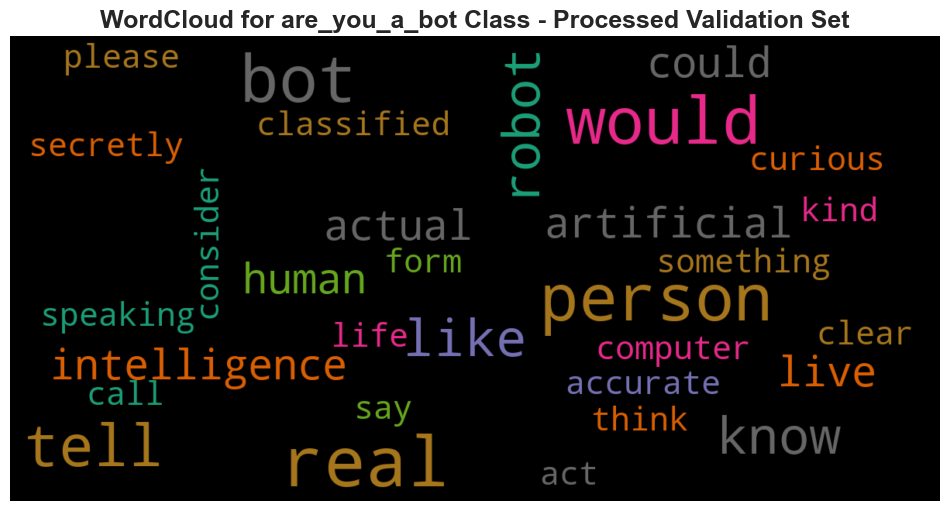 WordCloud for are_you_a_bot Class - Processed Validation Set
please
bot
robot
could
would
classified
secretly
curious
consider
kind
actual
artificial
human
form
something
person
speaking
life
like
clear
computer
intelligence
live
accurate
call
say
think
tell
know
real
act